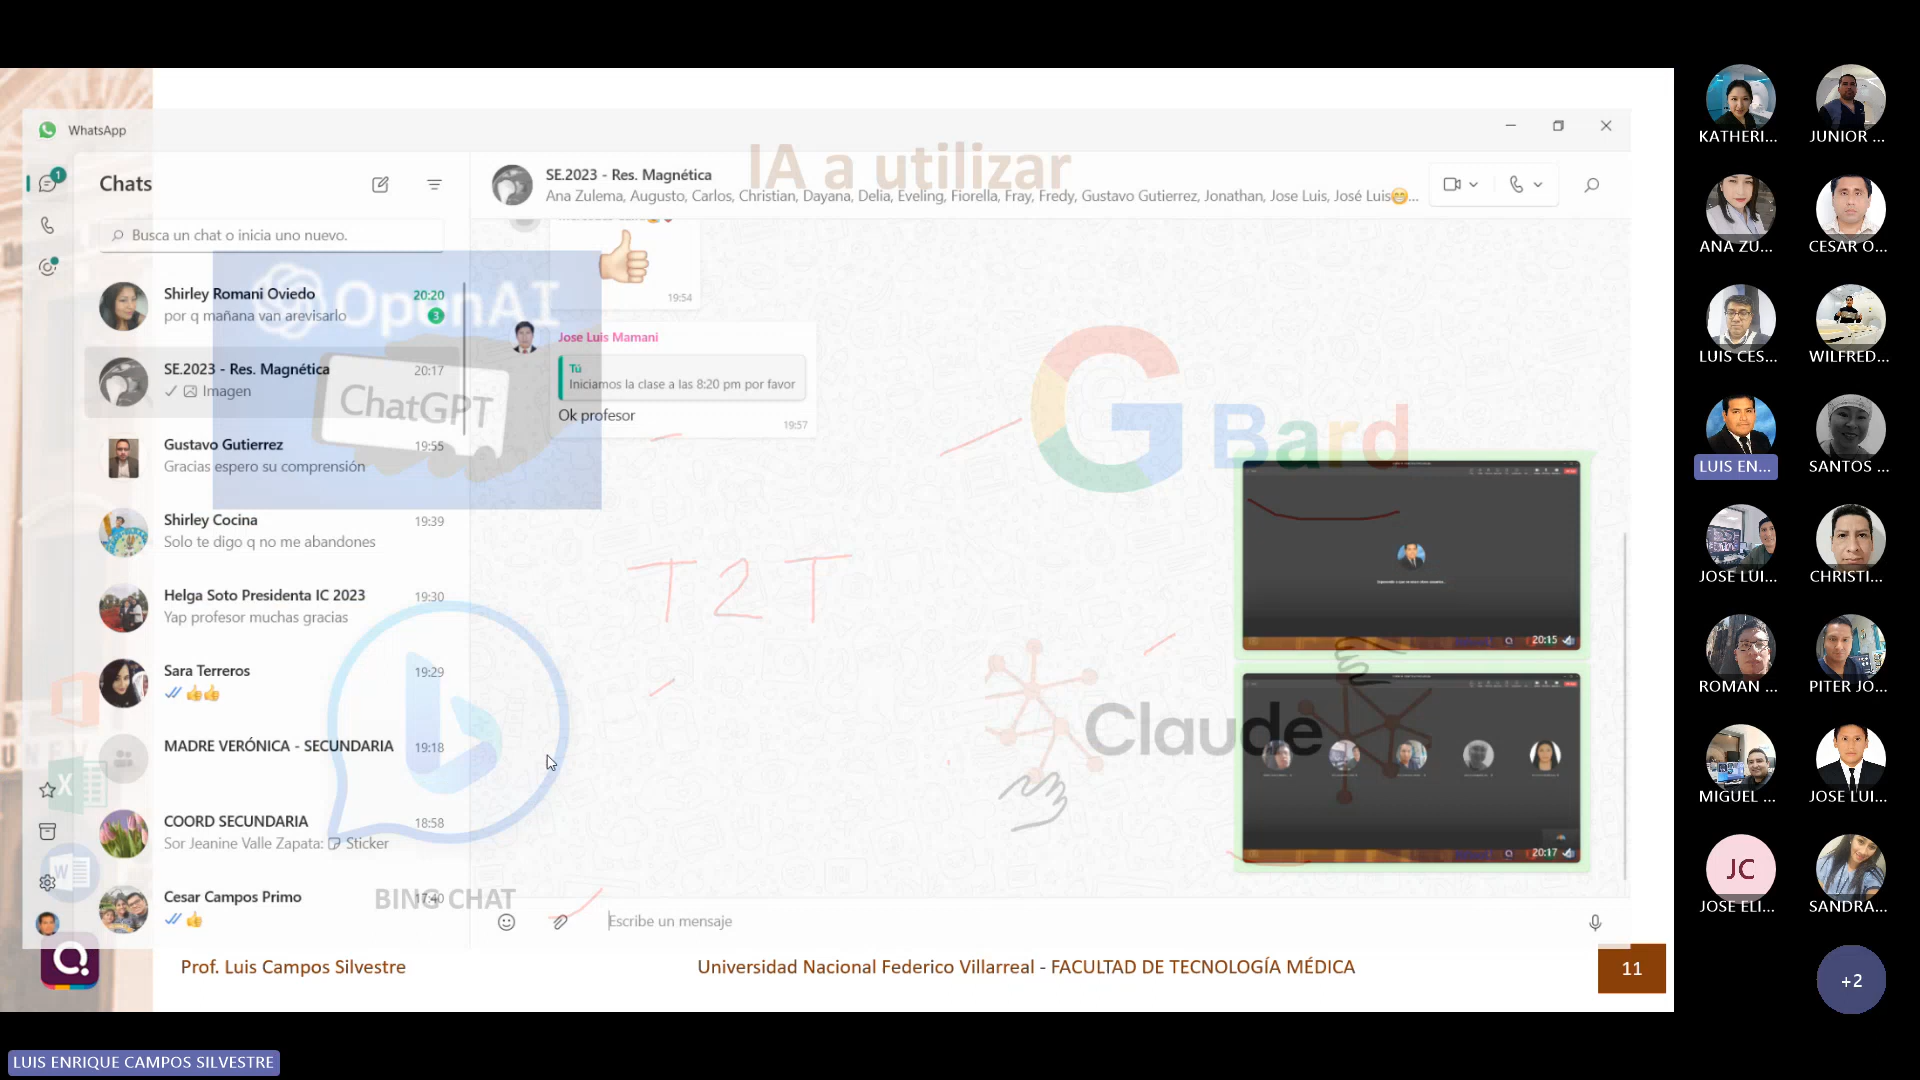 WhatsApp
IA a utilizar
1
Chats
SE.2023 - Res. Magnética
Ana Zulema, Augusto, Carlos, Christian, Dayana, Delia, Eveling, Fiorella, Fray, Fredy, Gustavo Gutierrez, Jonathan, Jose Luis, José Luis😁...
Busca un chat o inicia uno nuevo.
19:54
Shirley Romani Oviedo
20:20
por q mañana van arevisarlo
3
OpenAI
SE.2023 - Res. Magnética
20:17
Imagen
ChatGPT
Gustavo Gutierrez
19:55
Gracias espero su comprensión
Shirley Cocina
19:39
Solo te digo q no me abandones
Helga Soto Presidenta IC 2023
19:30
Yap profesor muchas gracias
Sara Terreros
19:29
👍👍
MADRE VERÓNICA - SECUNDARIA
19:18
COORD SECUNDARIA
18:58
Sor Jeanine Valle Zapata: Sticker
Cesar Campos Primo
17:40
👍
BING CHAT
Jose Luis Mamani
Tú
Iniciamos la clase a las 8:20 pm por favor
Ok profesor
19:57
G Bard
T2T
20:15
Claude
20:17
Escribe un mensaje
Prof. Luis Campos Silvestre
Universidad Nacional Federico Villarreal - FACULTAD DE TECNOLOGÍA MÉDICA
11
KATHERI...
JUNIOR ...
ANA ZU...
CESAR O...
LUIS CES...
WILFRED...
LUIS EN...
SANTOS ...
JOSE LUI...
CHRISTI...
ROMAN ...
PITER JO...
MIGUEL ...
JOSE LUI...
JC
JOSE ELI...
SANDRA...
+2
LUIS ENRIQUE CAMPOS SILVESTRE